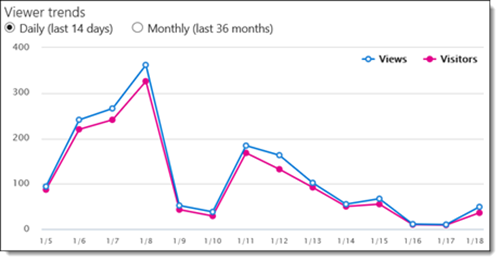 Viewer trends
Daily (last 14 days) Monthly (last 36 months)
Views Visitors
400
300
200
100
0
1/5 1/6 1/7 1/8 1/9 1/10 1/11 1/12 1/13 1/14 1/15 1/16 1/17 1/18